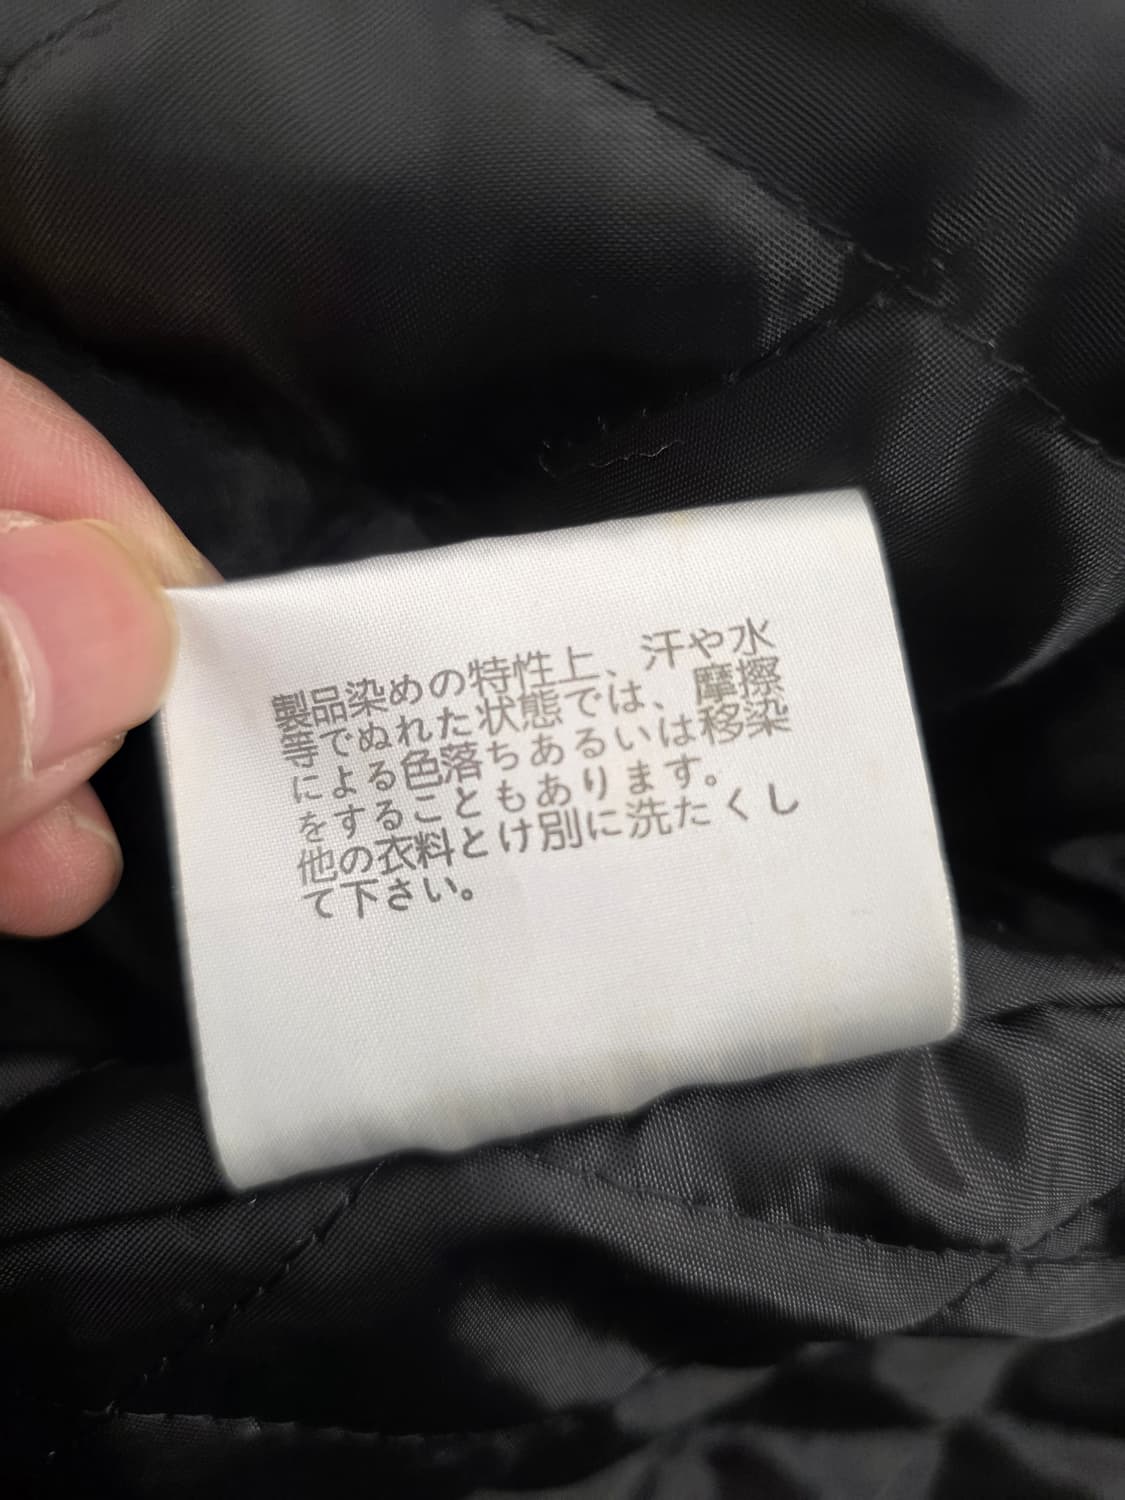 製品染めの特性上、汗や水
等でぬれた状態では、摩擦
による色落ちあるいは移染
をすることもあります。
他の衣料とけ別に洗たくし
て下さい。